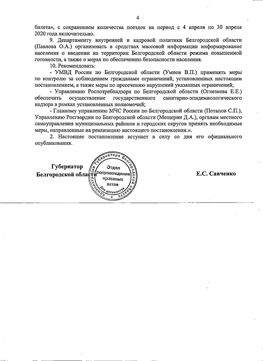 4
билета», с сохранением количества поездок на период с 4 апреля по 30 апреля
2020 года включительно.
9. Департаменту внутренней и кадровой политики Белгородской области
(Павлова О.А.) организовать в средствах массовой информации информирование
населения о введении на территории Белгородской области режима повышенной
готовности, а также о мерах по обеспечению безопасности населения.
10. Рекомендовать:
- УМВД России по Белгородской области (Умнов В.П.) применять меры
по контролю за соблюдением гражданами ограничений, установленных настоящим
постановлением, а также меры по пресечению нарушений указанных ограничений;
- Управлению Роспотребнадзора по Белгородской области (Оглезнева Е.Е.)
обеспечить осуществление государственного санитарно-эпидемиологического
надзора в рамках установленных полномочий;
- Главному управлению МЧС России по Белгородской области (Потапов С.П.),
Управлению Росгвардии по Белгородской области (Мещерин Д.А.), органам местного
самоуправления муниципальных районов и городских округов принять необходимые
меры, направленные на реализацию настоящего постановления.».
2. Настоящее постановление вступает в силу со дня его официального
опубликования.
Губернатор
Белгородской области
Отдел
сопровождения
правовых
актов
Е.С. Савченко